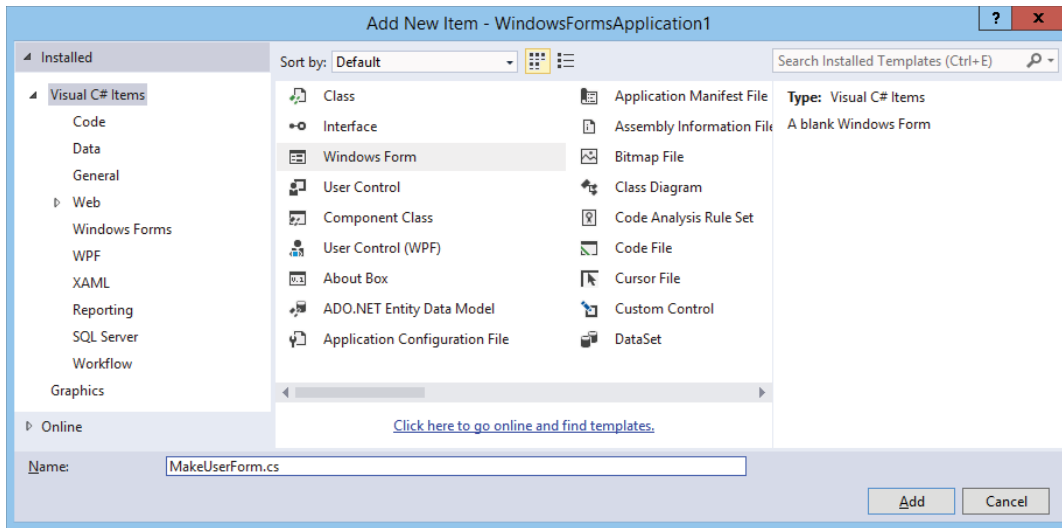 Add New Item - WindowsFormsApplication1
?
x
Installed
Sort by: Default
Search Installed Templates (Ctrl+E)
Visual C# Items
Code
Data
General
Web
Windows Forms
WPF
XAML
Reporting
SQL Server
Workflow
Graphics
Online
Class
Interface
Windows Form
User Control
Component Class
User Control (WPF)
About Box
ADO.NET Entity Data Model
Application Configuration File
Application Manifest File
Assembly Information File
Bitmap File
Class Diagram
Code Analysis Rule Set
Code File
Cursor File
Custom Control
DataSet
Click here to go online and find templates.
Type: Visual C# Items
A blank Windows Form
Name: MakeUserForm.cs
Add
Cancel